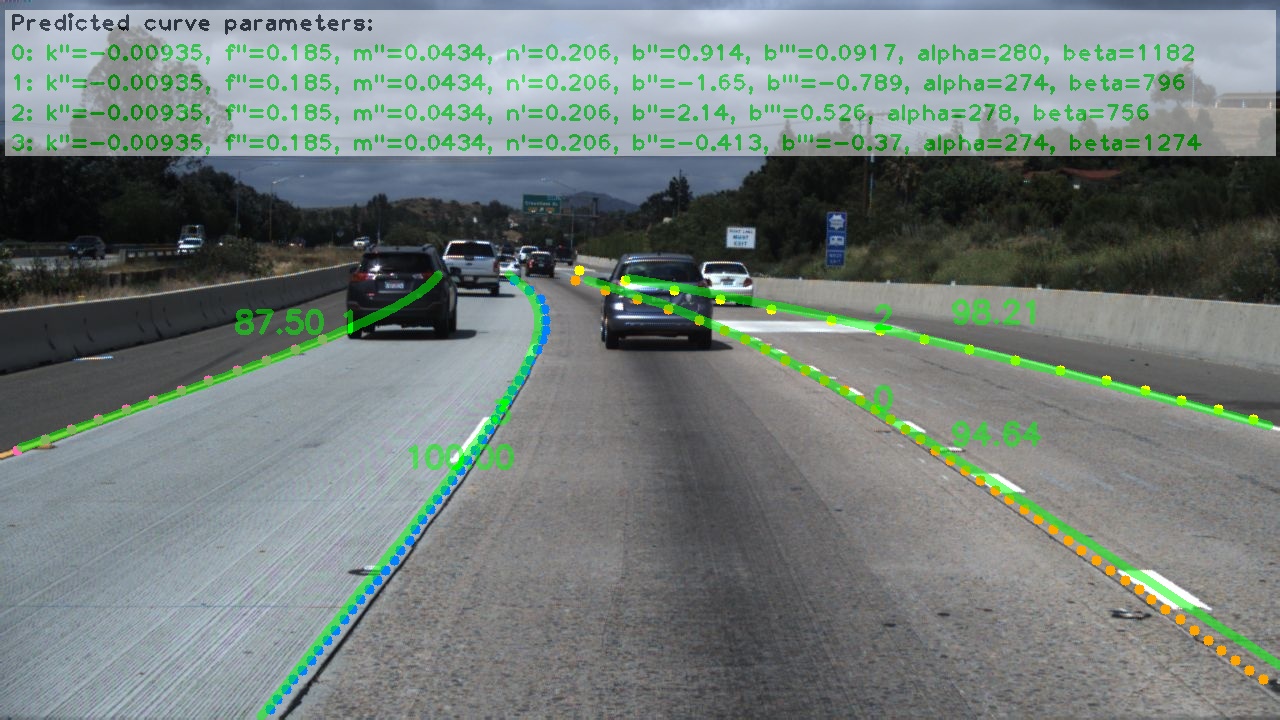 Predicted curve parameters:
0: k"=-0.00935, f"=0.185, m"=0.0434, n'=0.206, b"=0.914, b'''=0.0917, alpha=280, beta=1182
1: k"=-0.00935, f"=0.185, m"=0.0434, n'=0.206, b"=-1.65, b'''=-0.789, alpha=274, beta=796
2: k"=-0.00935, f"=0.185, m"=0.0434, n'=0.206, b"=2.14, b'''=0.526, alpha=278, beta=756
3: k"=-0.00935, f"=0.185, m"=0.0434, n'=0.206, b"=-0.413, b'''=-0.37, alpha=274, beta=1274
RIGHT LANE
MUST
EXIT
87.50 1
2 98.21
0
94.64
100.00